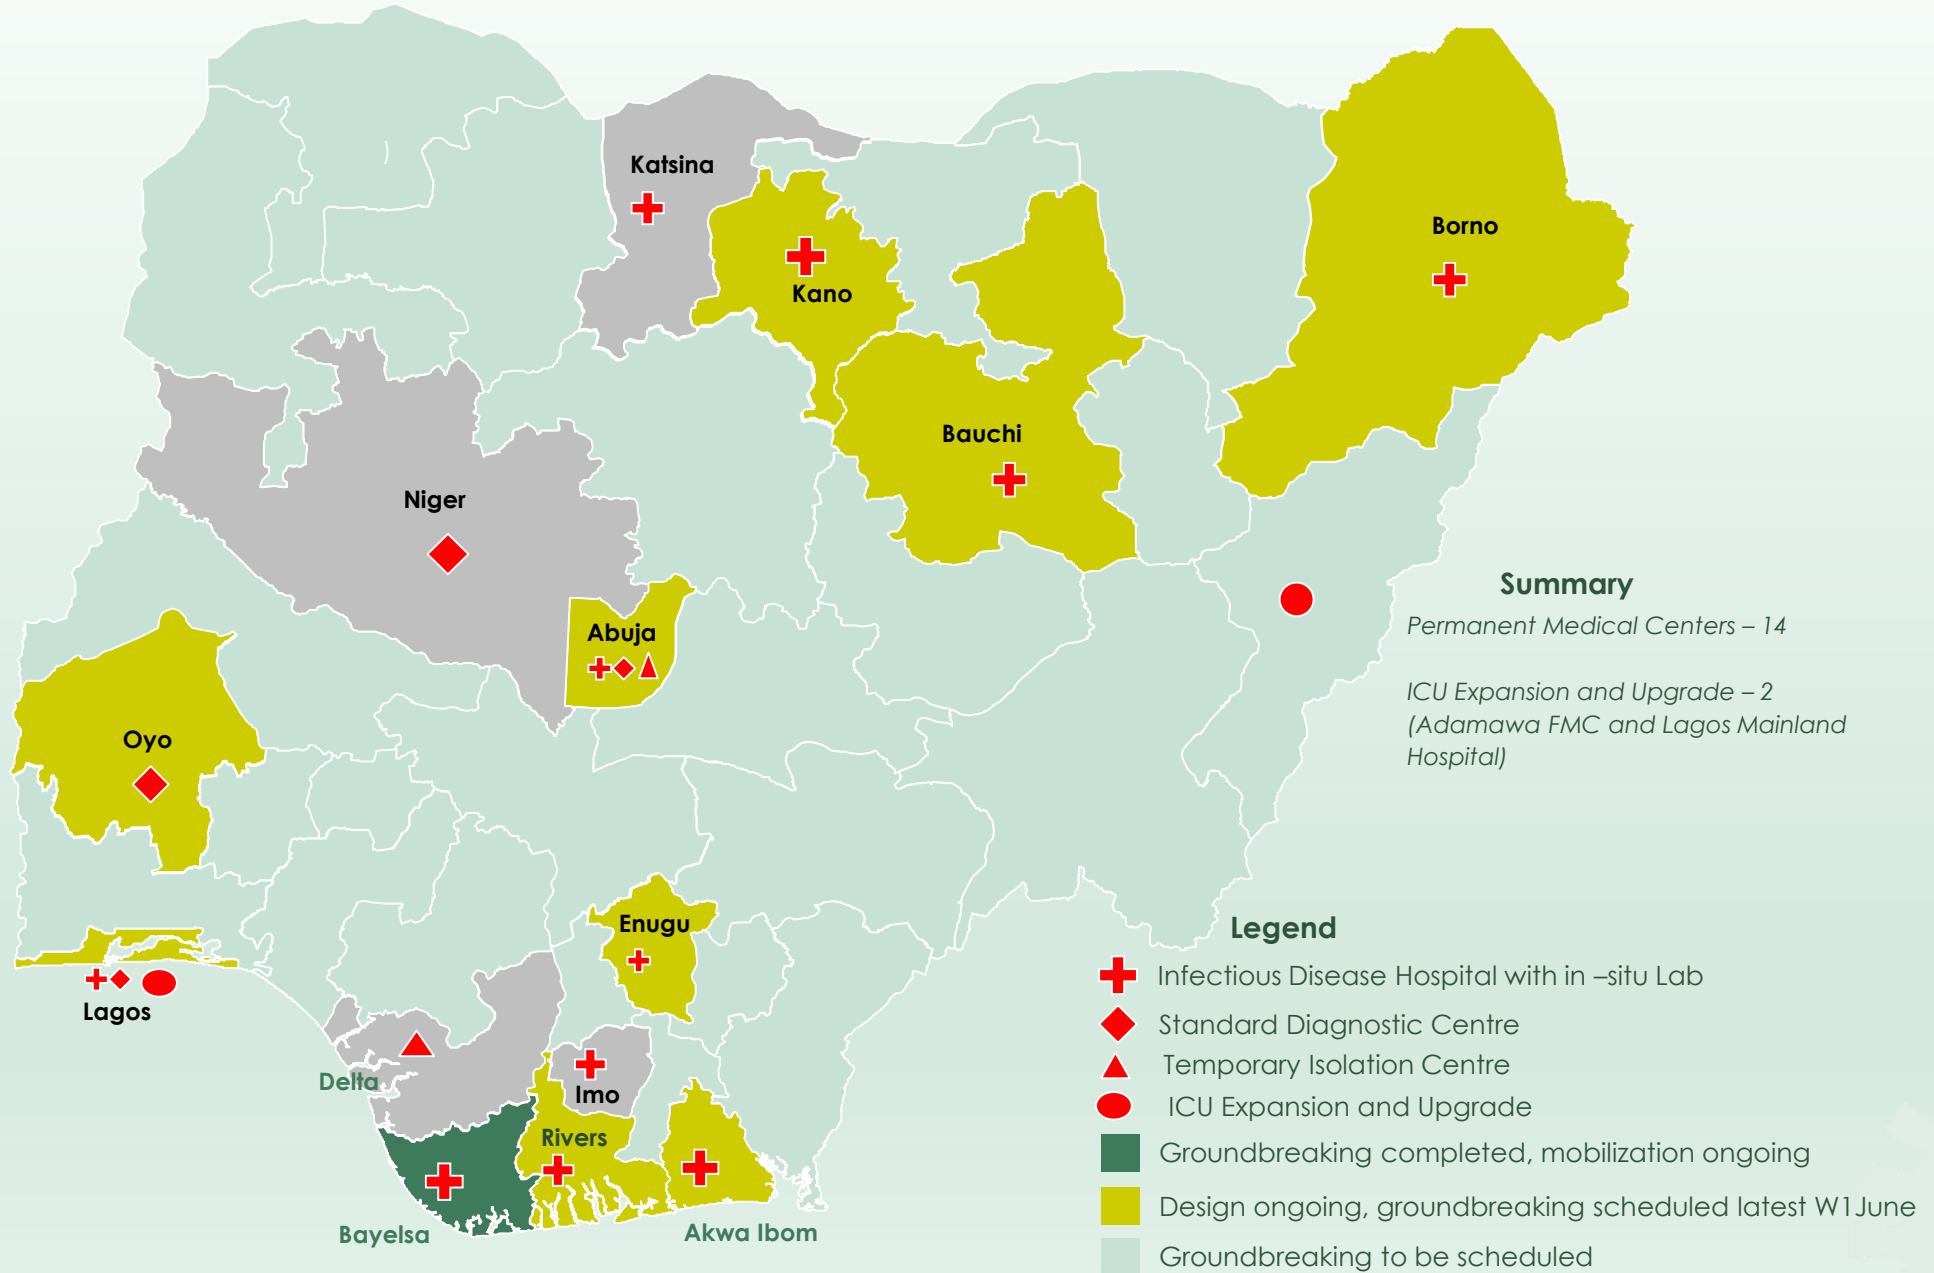 Katsina
Borno
Kano
Bauchi
Niger
Summary
Permanent Medical Centers – 14
Abuja
ICU Expansion and Upgrade – 2
(Adamawa FMC and Lagos Mainland
Hospital)
Oyo
Enugu
Lagos
Delta
Imo
Rivers
Bayelsa
Akwa Ibom
Legend
Infectious Disease Hospital with in –situ Lab
Standard Diagnostic Centre
Temporary Isolation Centre
ICU Expansion and Upgrade
Groundbreaking completed, mobilization ongoing
Design ongoing, groundbreaking scheduled latest W1June
Groundbreaking to be scheduled